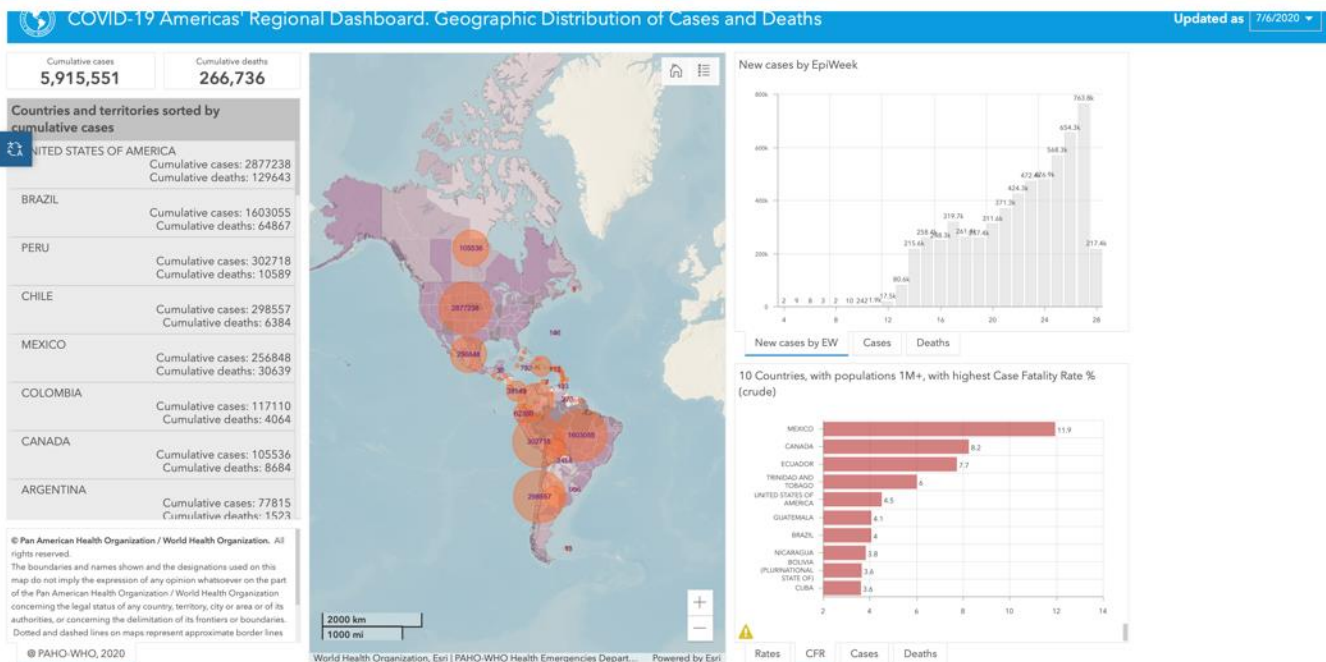 COVID-19 Americas' Regional Dashboard. Geographic Distribution of Cases and Deaths
Updated as 7/6/2020
Cumulative cases
5,915,551
Cumulative deaths
266,736
Countries and territories sorted by
cumulative cases
NITED STATES OF AMERICA
Cumulative cases: 2877238
Cumulative deaths: 129643
BRAZIL
Cumulative cases: 1603055
Cumulative deaths: 64867
PERU
Cumulative cases: 302718
Cumulative deaths: 10589
CHILE
Cumulative cases: 298557
Cumulative deaths: 6384
MEXICO
Cumulative cases: 256848
Cumulative deaths: 30639
COLOMBIA
Cumulative cases: 117110
Cumulative deaths: 4064
CANADA
Cumulative cases: 105536
Cumulative deaths: 8684
ARGENTINA
Cumulative cases: 77815
Cumulative deaths: 1523
© Pan American Health Organization / World Health Organization. All
rights reserved.
The boundaries and names shown and the designations used on this
map do not imply the expression of any opinion whatsoever on the part
of the Pan American Health Organization / World Health Organization
concerning the legal status of any country, territory, city or area or of its
authorities, or concerning the delimitation of its frontiers or boundaries.
Dotted and dashed lines on maps represent approximate border lines
@ PAHO-WHO, 2020
105536
2877238
256848
302718
1603055
298557
2000 km
1000 mi
World Health Organization, Esri | PAHO-WHO Health Emergencies Depart... Powered by Esri
New cases by EpiWeek
800k
600k
400k
200k
0
2 9 8 3 2 10 242 1.9k 17.5k 80.6k 215.6k 258.4k 248.3k 319.7k 311.6k 371.3k 424.3k 568.3k 654.3k 763.8k 217.4k
4 8 12 16 20 24 28
New cases by EW Cases Deaths
10 Countries, with populations 1M+, with highest Case Fatality Rate %
(crude)
MEXICO 11.9
CANADA 8.2
ECUADOR 7.7
TRINIDAD AND
TOBAGO 6
UNITED STATES OF
AMERICA 4.5
GUATEMALA 4.1
BRAZIL 4
NICARAGUA 3.8
BOLIVIA
(PLURINATIONAL
STATE OF) 3.6
CUBA 3.6
2 4 6 8 10 12 14
Rates CFR Cases Deaths